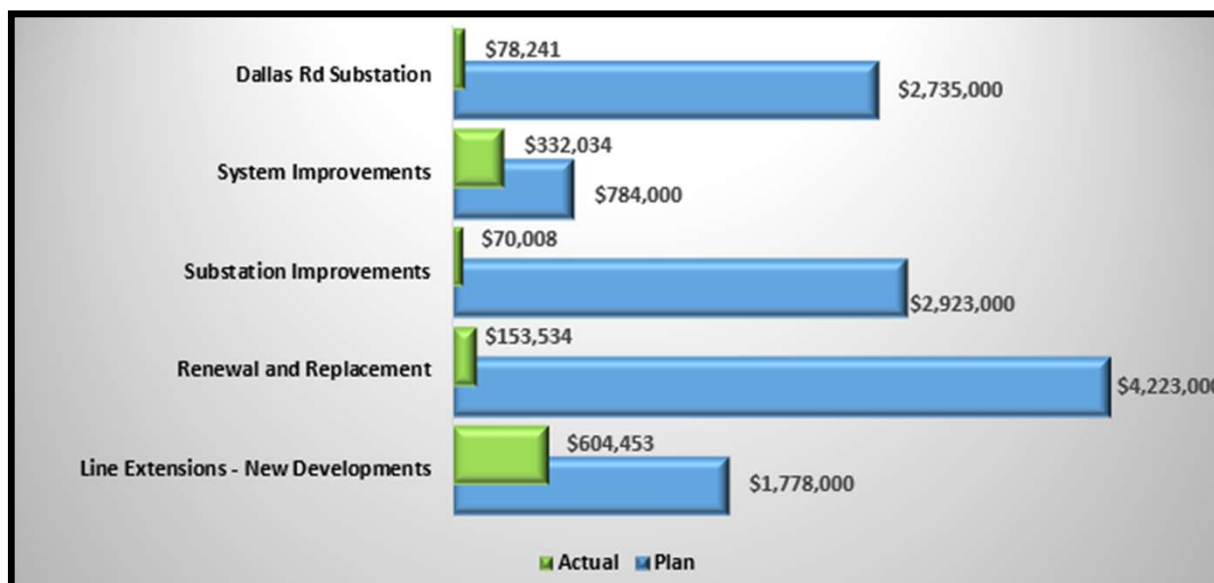 $78,241
Dallas Rd Substation
$2,735,000
$332,034
System Improvements
$784,000
$70,008
Substation Improvements
$2,923,000
$153,534
Renewal and Replacement
$4,223,000
$604,453
Line Extensions - New Developments
$1,778,000
Actual Plan